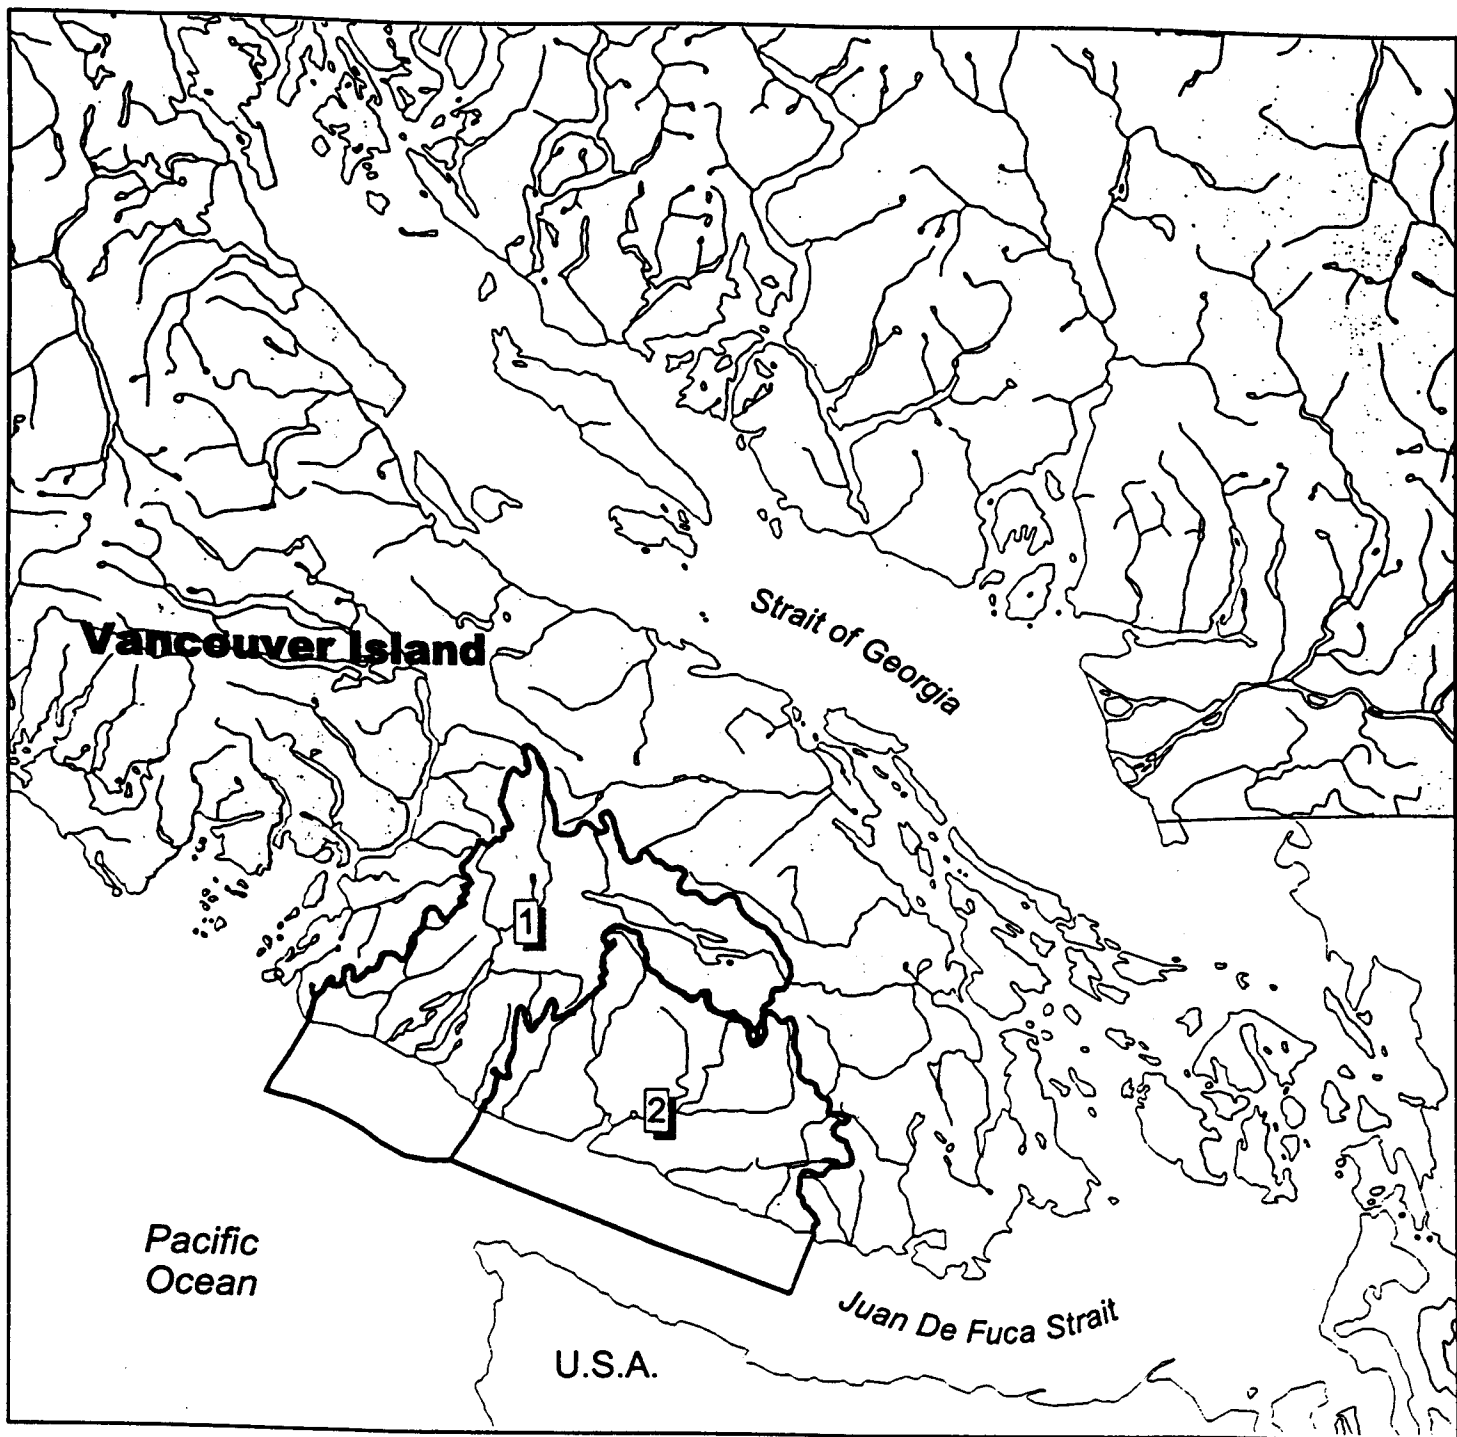 Strait of Georgia
Vancouver Island
1
2
Pacific
Ocean
Juan De Fuca Strait
U.S.A.